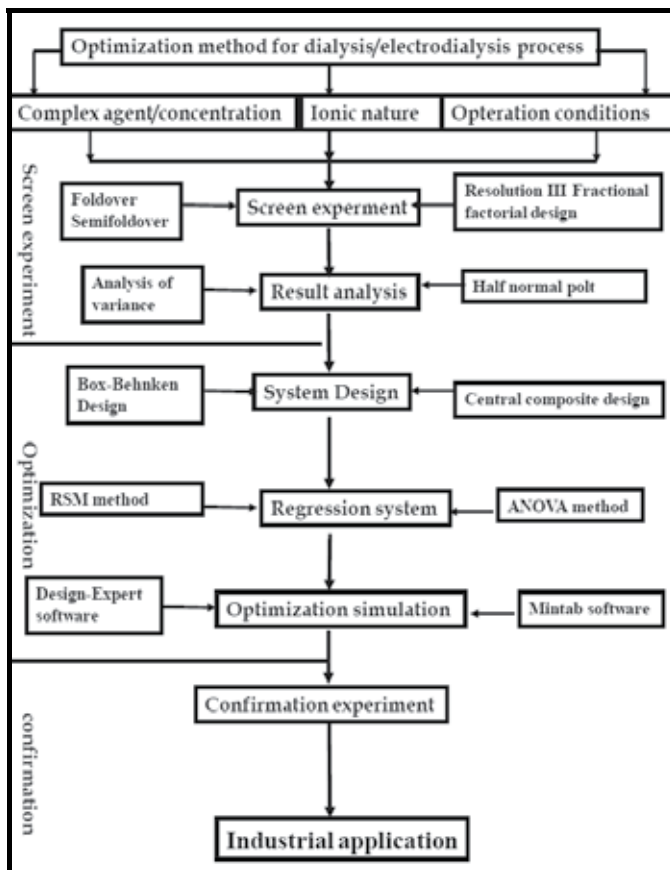 Optimization method for dialysis/electrodialysis process
Complex agent/concentration
Ionic nature
Opteration conditions
Screen experiment
Foldover
Semifoldover
Screen experment
Resolution III Fractional
factorial design
Analysis of
variance
Result analysis
Half normal polt
Optimization
Box-Behnken
Design
System Design
Central composite design
RSM method
Regression system
ANOVA method
Design-Expert
software
Optimization simulation
Mintab software
confirmation
Confirmation experiment
Industrial application